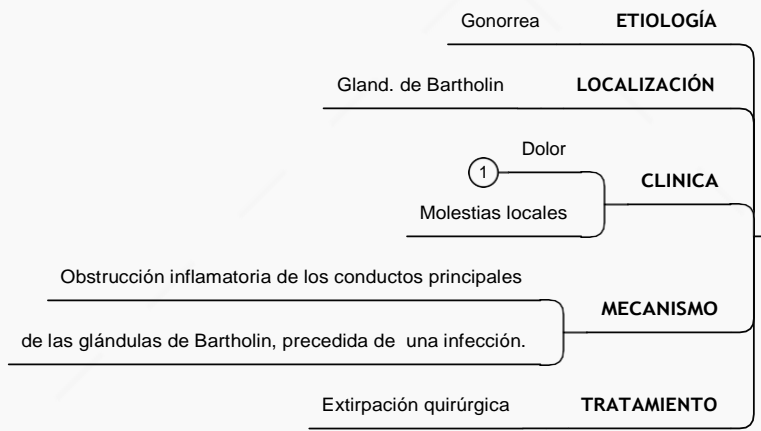 Gonorrea ETIOLOGÍA
Gland. de Bartholin LOCALIZACIÓN
Dolor
1
CLINICA
Molestias locales
Obstrucción inflamatoria de los conductos principales
MECANISMO
de las glándulas de Bartholin, precedida de una infección.
Extirpación quirúrgica TRATAMIENTO